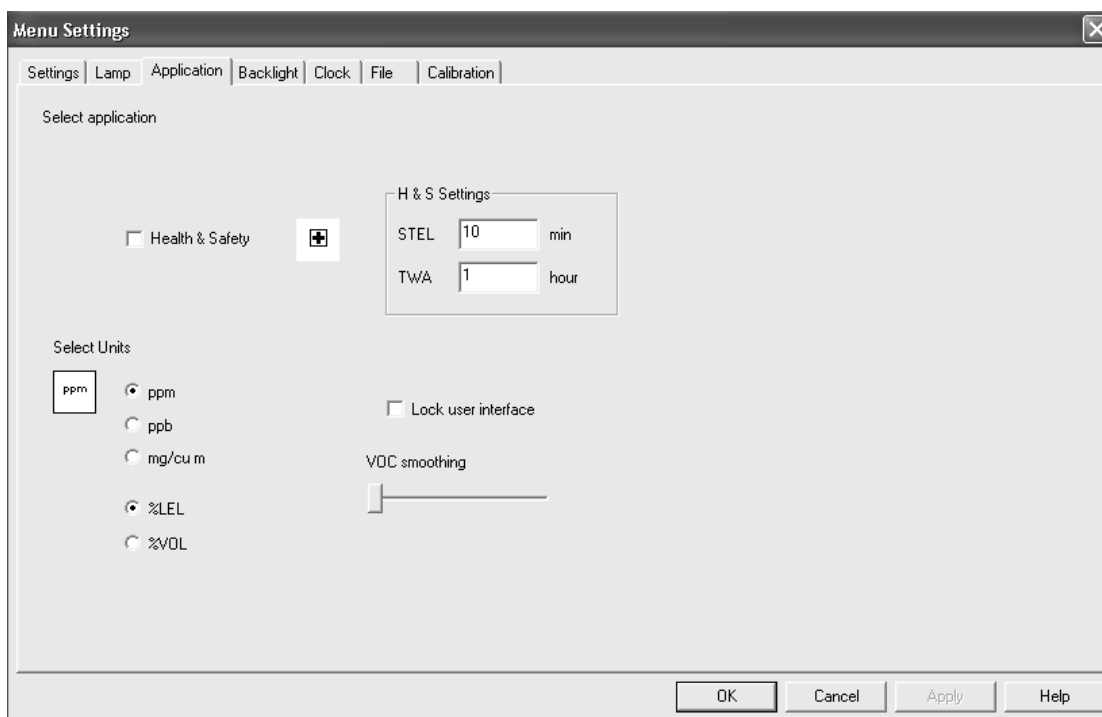 Menu Settings
Settings Lamp Application Backlight Clock File Calibration
Select application
H & S Settings
Health & Safety
STEL 10 min
TWA 1 hour
Select Units
ppm
ppm
ppb
mg/cu m
%LEL
%VOL
Lock user interface
VOC smoothing
OK Cancel Apply Help